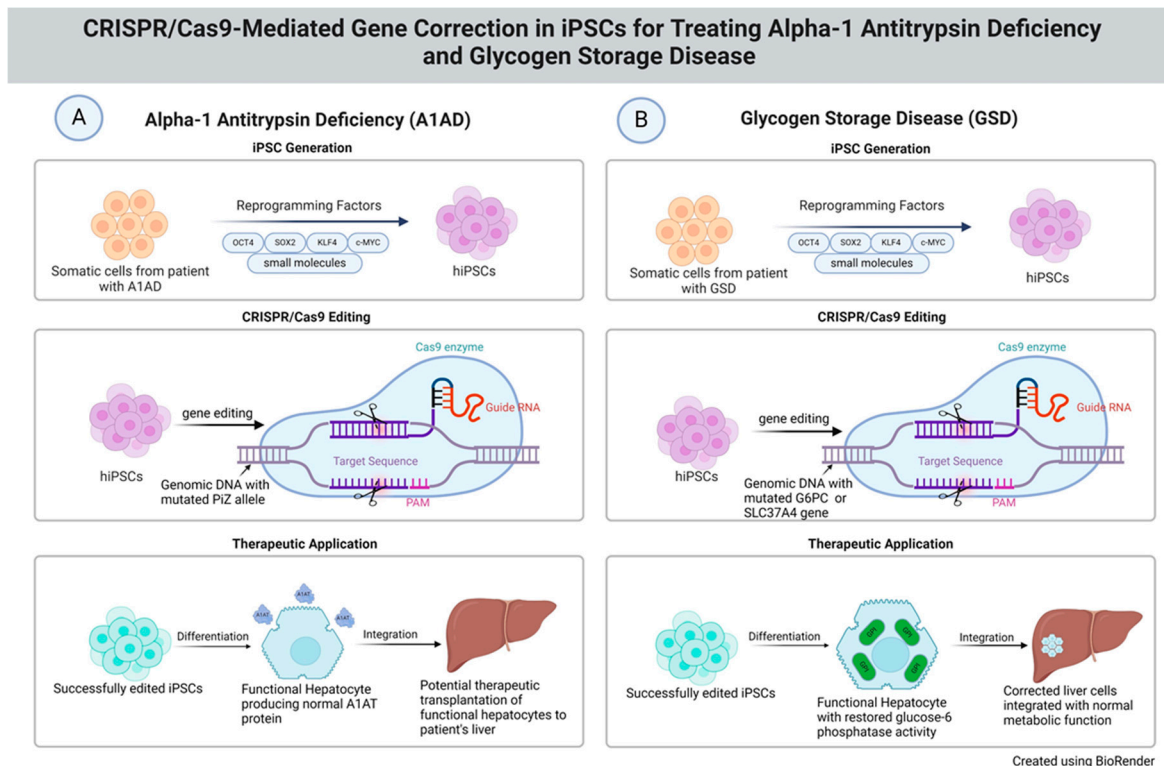 CRISPR/Cas9-Mediated Gene Correction in iPSCs for Treating Alpha-1 Antitrypsin Deficiency
and Glycogen Storage Disease
A
Alpha-1 Antitrypsin Deficiency (A1AD)
iPSC Generation
Reprogramming Factors
OCT4
SOX2
KLF4
c-MYC
small molecules
Somatic cells from patient
with A1AD
hiPSCs
CRISPR/Cas9 Editing
Cas9 enzyme
gene editing
Guide RNA
Target Sequence
hiPSCs
Genomic DNA with
mutated PiZ allele
PAM
Therapeutic Application
A1AT
A1AT
A1AT
Differentiation
Integration
Successfully edited iPSCs
Functional Hepatocyte
producing normal A1AT
protein
Potential therapeutic
transplantation of
functional hepatocytes to
patient's liver
B
Glycogen Storage Disease (GSD)
iPSC Generation
Reprogramming Factors
OCT4
SOX2
KLF4
c-MYC
small molecules
Somatic cells from patient
with GSD
hiPSCs
CRISPR/Cas9 Editing
Cas9 enzyme
gene editing
Guide RNA
Target Sequence
hiPSCs
Genomic DNA with
mutated G6PC or
SLC37A4 gene
PAM
Therapeutic Application
Differentiation
Integration
Successfully edited iPSCs
Functional Hepatocyte
with restored glucose-6
phosphatase activity
Corrected liver cells
integrated with normal
metabolic function
Created using BioRender